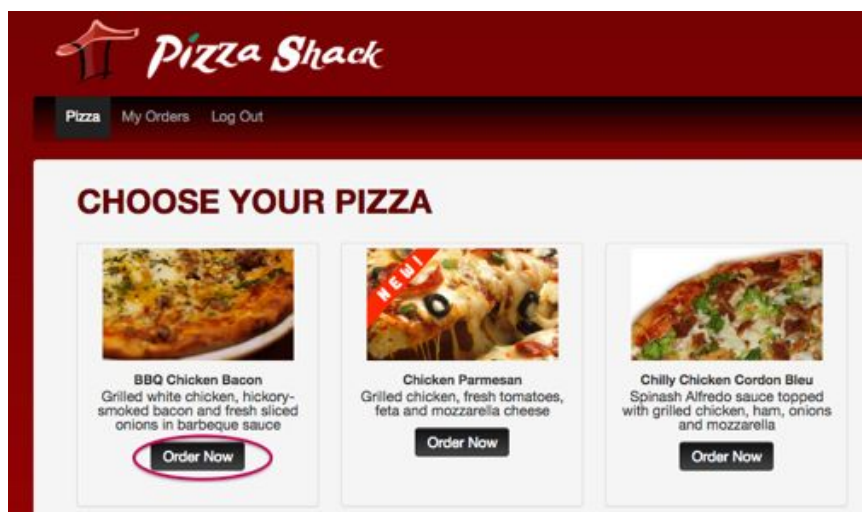 Pizza Shack
Pizza My Orders Log Out
CHOOSE YOUR PIZZA
NEW!
BBQ Chicken Bacon
Grilled white chicken, hickory-
smoked bacon and fresh sliced
onions in barbeque sauce
Order Now
Chicken Parmesan
Grilled chicken, fresh tomatoes,
feta and mozzarella cheese
Order Now
Chilly Chicken Cordon Bleu
Spinash Alfredo sauce topped
with grilled chicken, ham, onions
and mozzarella
Order Now